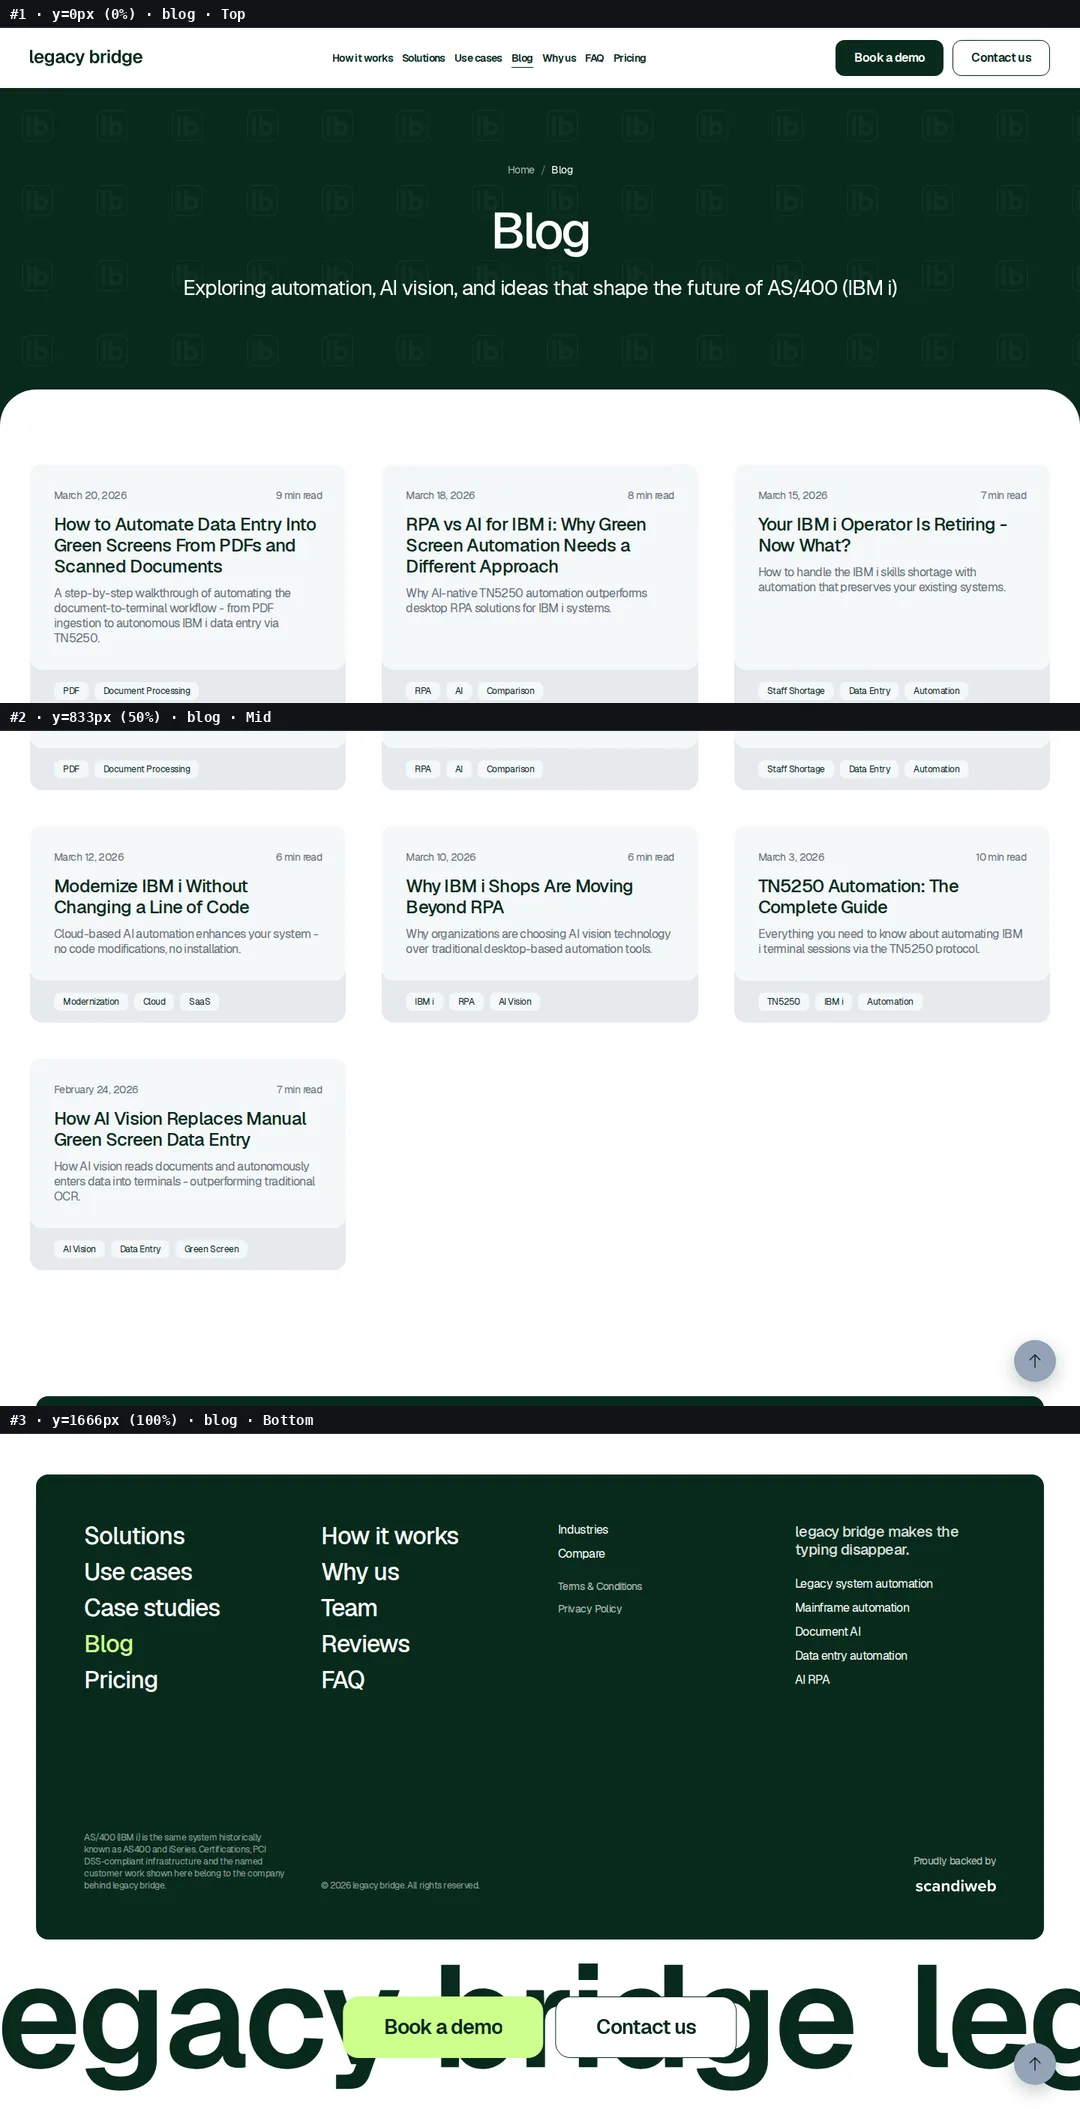 #1 · y=0px (0%) · blog · Top
legacy bridge
How it works Solutions Use cases Blog Why us FAQ Pricing
Book a demo
Contact us
Home / Blog
Blog
Exploring automation, AI vision, and ideas that shape the future of AS/400 (IBM i)
March 20, 2026 9 min read
How to Automate Data Entry Into
Green Screens From PDFs and
Scanned Documents
A step-by-step walkthrough of automating the
document-to-terminal workflow - from PDF
ingestion to autonomous IBM i data entry via
TN5250.
PDF Document Processing
March 18, 2026 8 min read
RPA vs AI for IBM i: Why Green
Screen Automation Needs a
Different Approach
Why AI-native TN5250 automation outperforms
desktop RPA solutions for IBM i systems.
RPA AI Comparison
March 15, 2026 7 min read
Your IBM i Operator Is Retiring -
Now What?
How to handle the IBM i skills shortage with
automation that preserves your existing systems.
Staff Shortage Data Entry Automation
#2 · y=833px (50%) · blog · Mid
PDF Document Processing
RPA AI Comparison
Staff Shortage Data Entry Automation
March 12, 2026 6 min read
Modernize IBM i Without
Changing a Line of Code
Cloud-based AI automation enhances your system -
no code modifications, no installation.
Modernization Cloud SaaS
March 10, 2026 6 min read
Why IBM i Shops Are Moving
Beyond RPA
Why organizations are choosing AI vision technology
over traditional desktop-based automation tools.
IBM i RPA AI Vision
March 3, 2026 10 min read
TN5250 Automation: The
Complete Guide
Everything you need to know about automating IBM
i terminal sessions via the TN5250 protocol.
TN5250 IBM i Automation
February 24, 2026 7 min read
How AI Vision Replaces Manual
Green Screen Data Entry
How AI vision reads documents and autonomously
enters data into terminals - outperforming traditional
OCR.
AI Vision Data Entry Green Screen
#3 · y=1666px (100%) · blog · Bottom
Solutions
Use cases
Case studies
Blog
Pricing
How it works
Why us
Team
Reviews
FAQ
Industries
Compare
Terms & Conditions
Privacy Policy
legacy bridge makes the
typing disappear.
Legacy system automation
Mainframe automation
Document AI
Data entry automation
AI RPA
AS/400 (IBM i) is the same system historically
known as AS400 and iSeries. Certifications, PCI
DSS-compliant infrastructure and the named
customer work shown here belong to the company
behind legacy bridge.
© 2026 legacy bridge. All rights reserved.
Proudly backed by
scandiweb
egacy bridge leg
Book a demo
Contact us